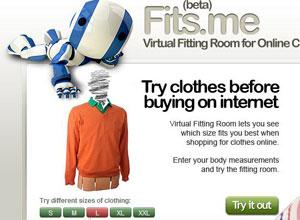 (beta)
Fits.me
Virtual Fitting Room for Online C
Try clothes before
buying on internet
Virtual Fitting Room lets you see
which size fits you best when
shopping for clothes online.
Enter your body measurements
and try the fitting room.
Try different sizes of clothing:
S M L XL XXL
Try it out